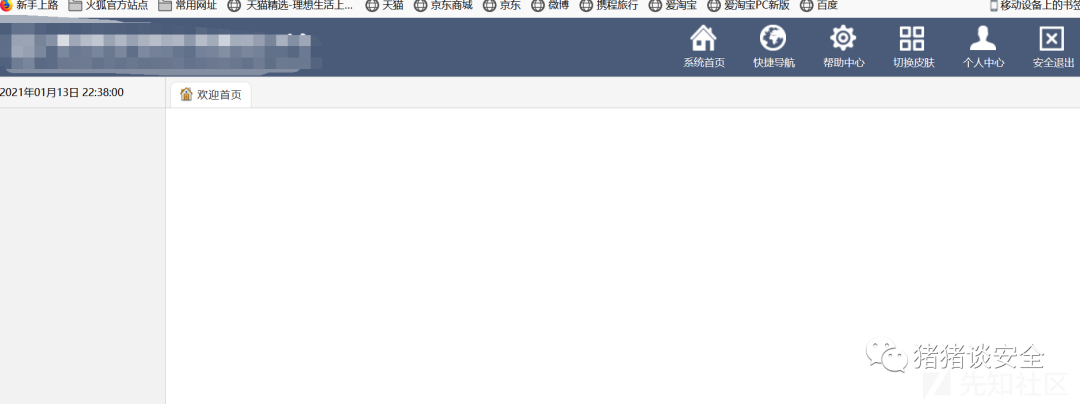 新手上路 火狐官方站点 常用网址 天猫精选-理想生活上... 天猫 京东商城 京东 微博 携程旅行 爱淘宝 爱淘宝PC新版 百度 移动设备上的书签
系统首页 快捷导航 帮助中心 切换皮肤 个人中心 安全退出
2021年01月13日 22:38:00 欢迎首页
猪猪谈安全
先知社区